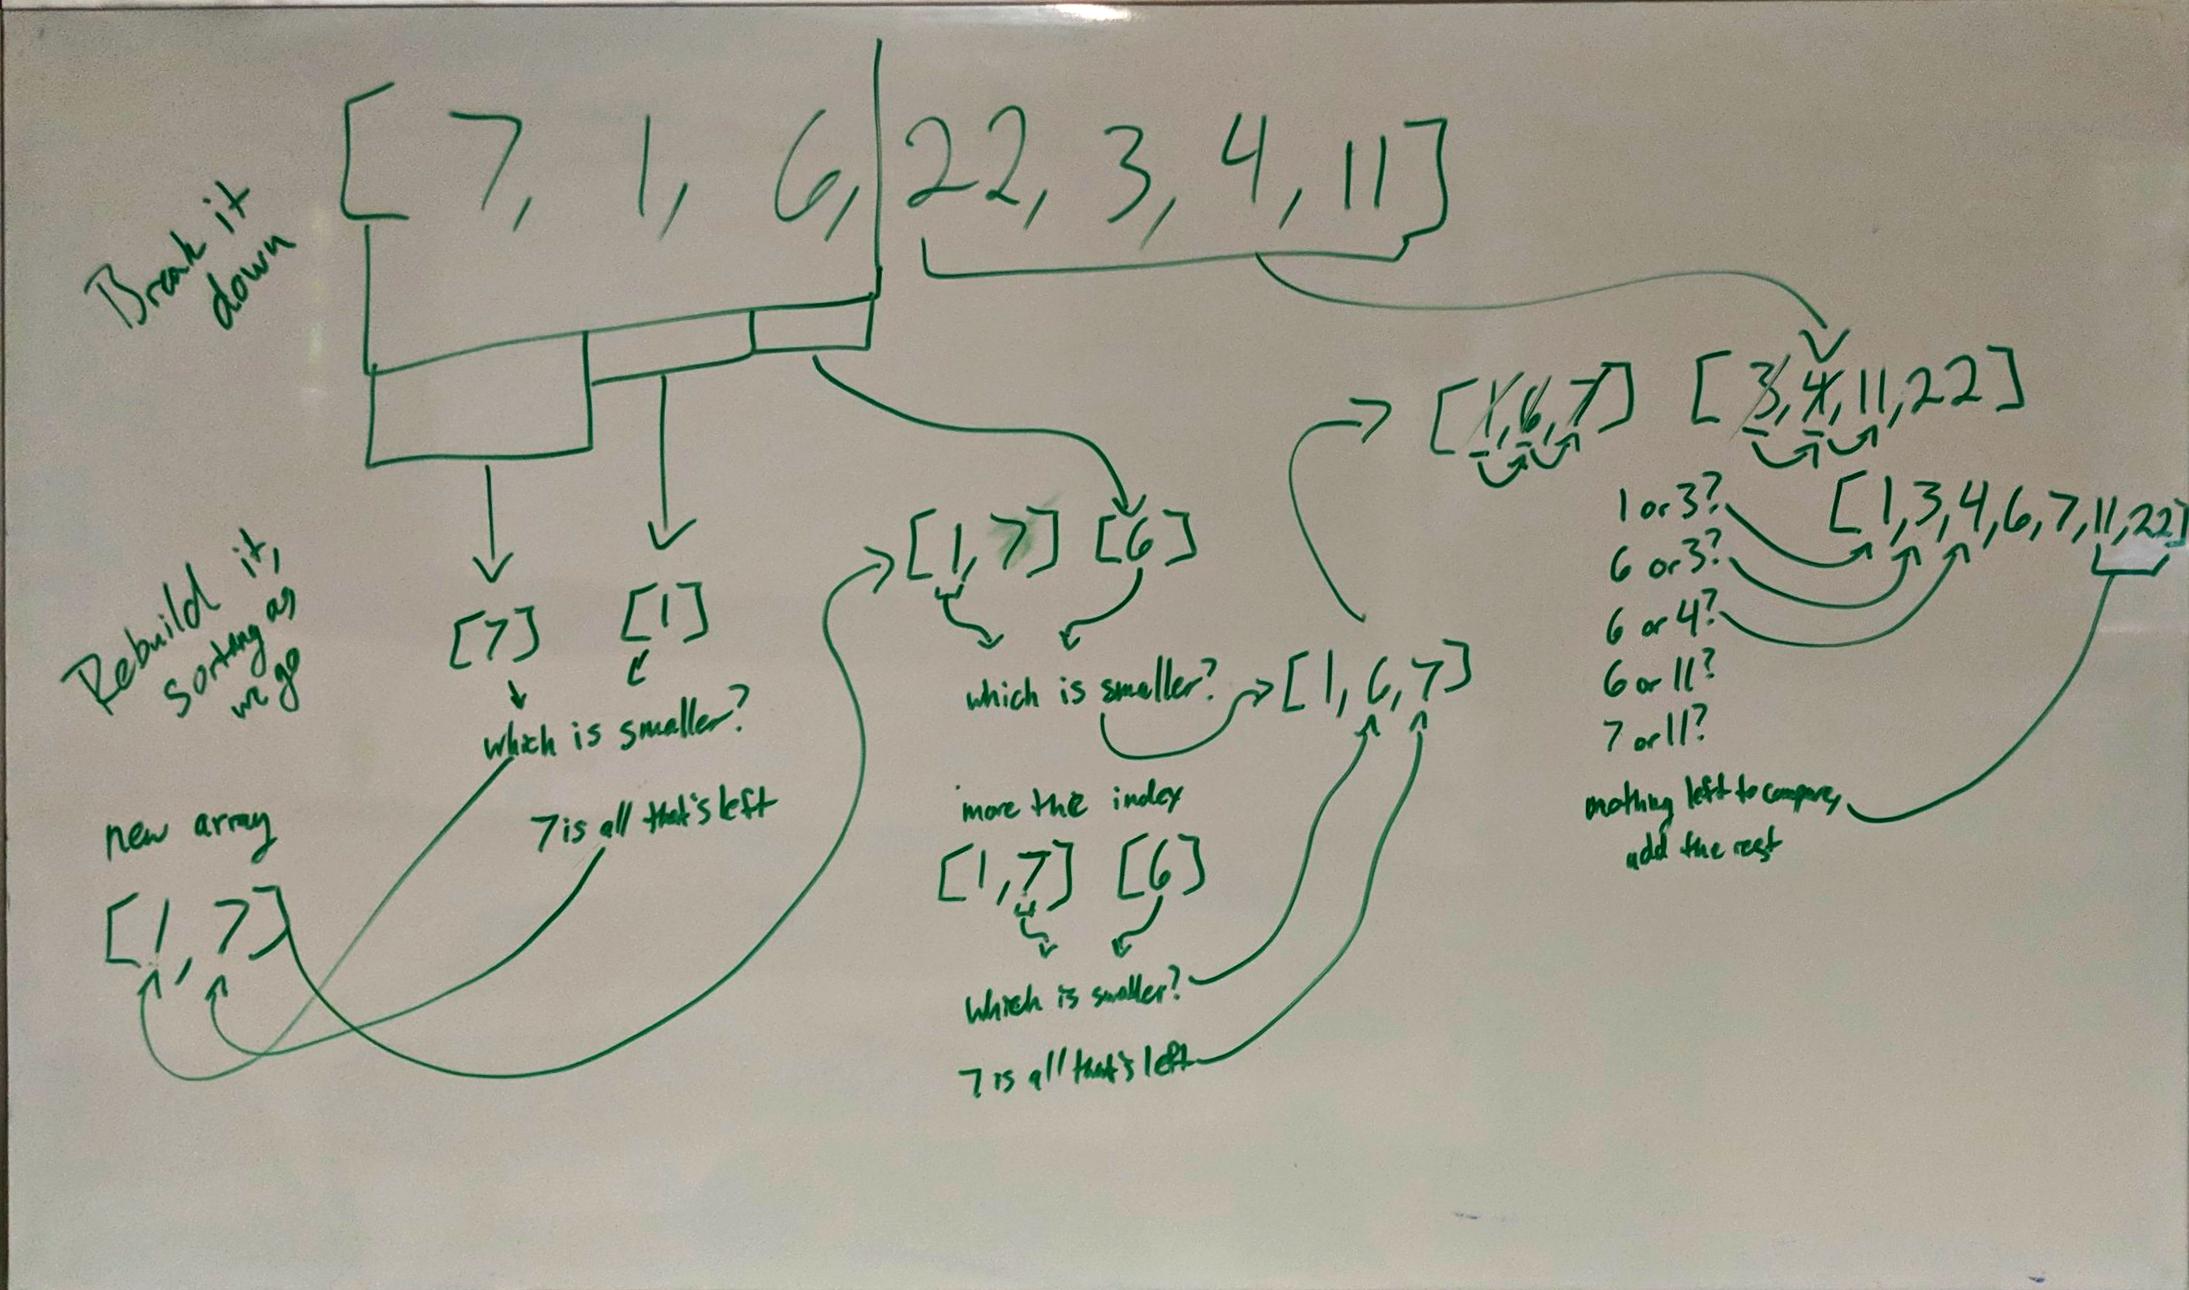 [ 7, 1, 6, 22, 3, 4, 11]
Break it
down
[1, 6, 7] [3, 4, 11, 22]
Rebuild it,
sorting as
we go
[7] [1]
which is smaller?
7 is all that's left
new array
[1, 7]
[1, 7] [6]
which is smaller?
[1, 6, 7]
move the index
[1, 7] [6]
Which is smaller?
7 is all that's left
1 or 3?
6 or 3?
6 or 4?
6 or 11?
7 or 11?
nothing left to compare,
add the rest
[1, 3, 4, 6, 7, 11, 22]